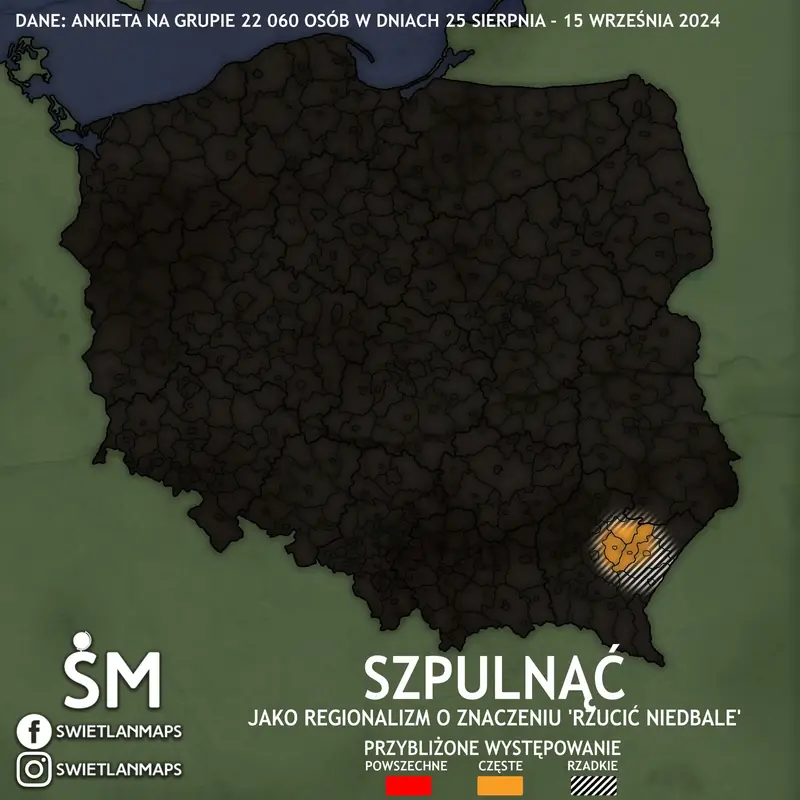 DANE: ANKIETA NA GRUPIE 22 060 OSÓB W DNIACH 25 SIERPNIA - 15 WRZEŚNIA 2024
ŚM
SWIETLANMAPS
SWIETLANMAPS
SZPULNĄĆ
JAKO REGIONALIZM O ZNACZENIU 'RZUCIĆ NIEDBALE'
PRZYBLIŻONE WYSTĘPOWANIE
POWSZECHNE CZĘSTE RZADKIE